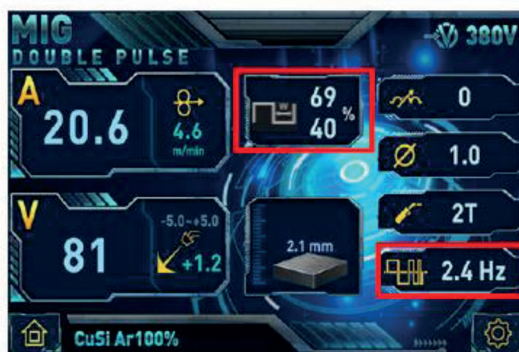 MIG
DOUBLE PULSE
380V
A
20.6
4.6
m/min
69
40
%
0
1.0
V
81
-5.0~+5.0
+1.2
2.1 mm
2T
2.4 Hz
CuSi Ar100%